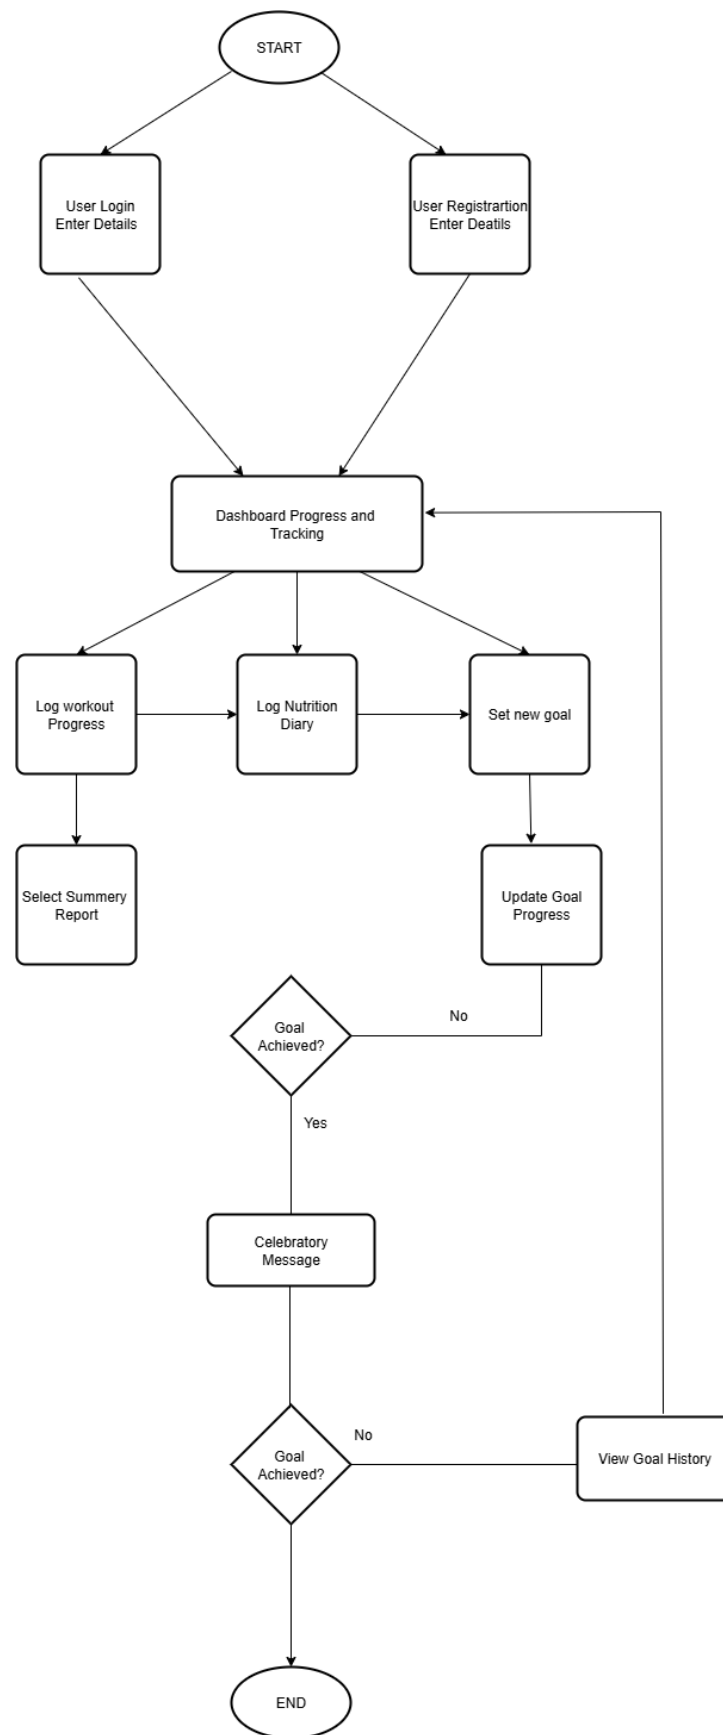 START
User Login
Enter Details
User Registrartion
Enter Deatils
Dashboard Progress and
Tracking
Log workout
Progress
Log Nutrition
Diary
Set new goal
Select Summery
Report
Update Goal
Progress
Goal
Achieved?
No
Yes
Celebratory
Message
Goal
Achieved?
No
View Goal History
END